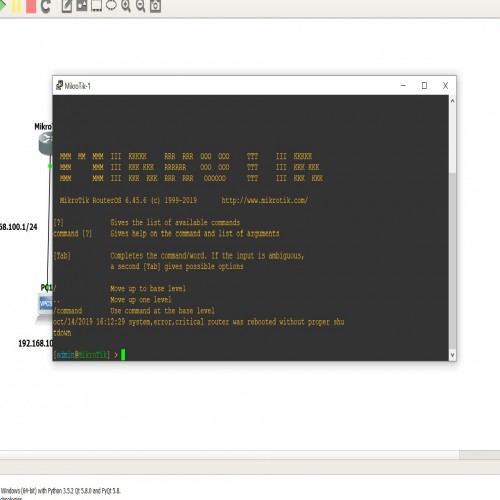 MikroTik-1
MikroT
MMM  MM  MMM  III  KKKKK    RRR  RRR  OOO  OOO    TTT    III  KKKKK
MMM      MMM  III  KKK KKK  RRRRRR    OOO  OOO    TTT    III  KKK KKK
MMM      MMM  III  KKK  KKK RRR  RRR   OOOOOO     TTT    III  KKK  KKK
MikroTik RouterOS 6.45.6 (c) 1999-2019       http://www.mikrotik.com/
[?]             Gives the list of available commands
command [?]     Gives help on the command and list of arguments
[Tab]           Completes the command/word. If the input is ambiguous,
a second [Tab] gives possible options
/               Move up to base level
..              Move up one level
/command        Use command at the base level
oct/14/2019 16:12:29 system,error,critical router was rebooted without proper shu
tdown
[admin@MikroTik] >
68.100.1/24
PC1
VPCS
192.168.10
Windows (64-bit) with Python 3.5.2 Qt 5.8.0 and PyQt 5.8.
chnologies